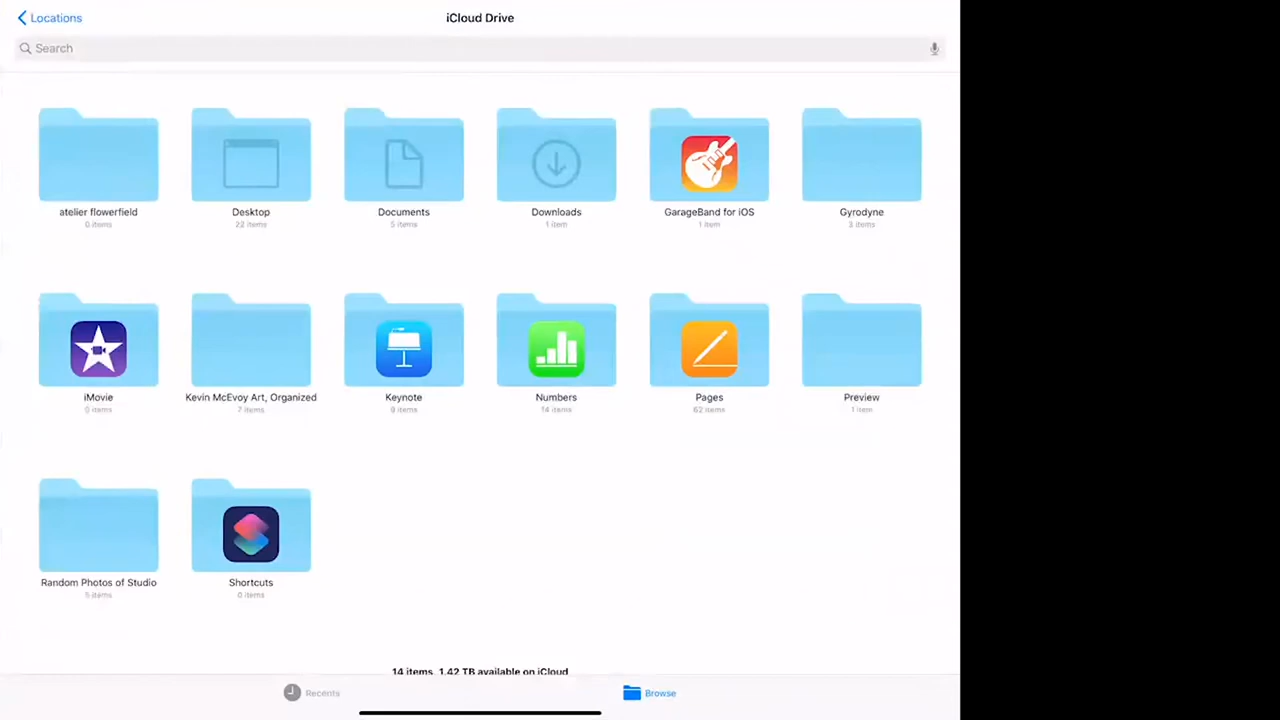 Locations
iCloud Drive
Search
atelier flowerfield
0 items
Desktop
22 items
Documents
5 items
Downloads
1 item
GarageBand for iOS
1 item
Gyrodyne
3 items
iMovie
0 items
Kevin McEvoy Art, Organized
7 items
Keynote
Numbers
14 items
Pages
62 items
Preview
1 item
Random Photos of Studio
5 items
Shortcuts
0 items
14 items, 1.42 TB available on iCloud
Recents
Browse